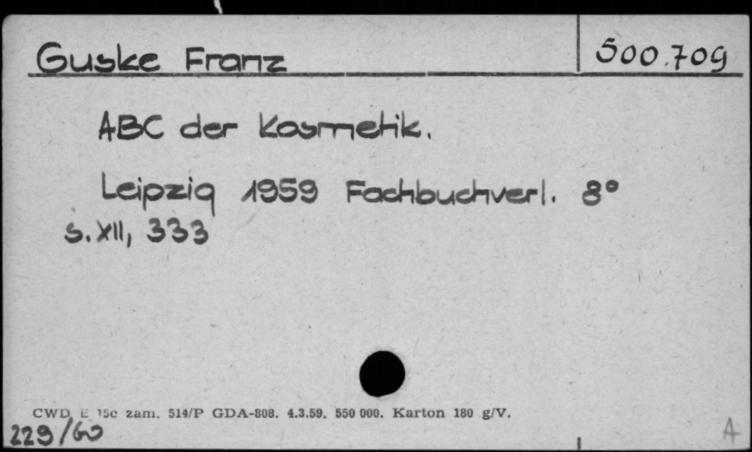 Guske Franz 500.709
ABC der Kosmetik.
Leipzig 1959 Fachbuchverl. 8°
s. XII, 333
CWD E 15c zam. 514/P GDA-808. 4.3.59. 550 000. Karton 180 g/V.
229/60 A